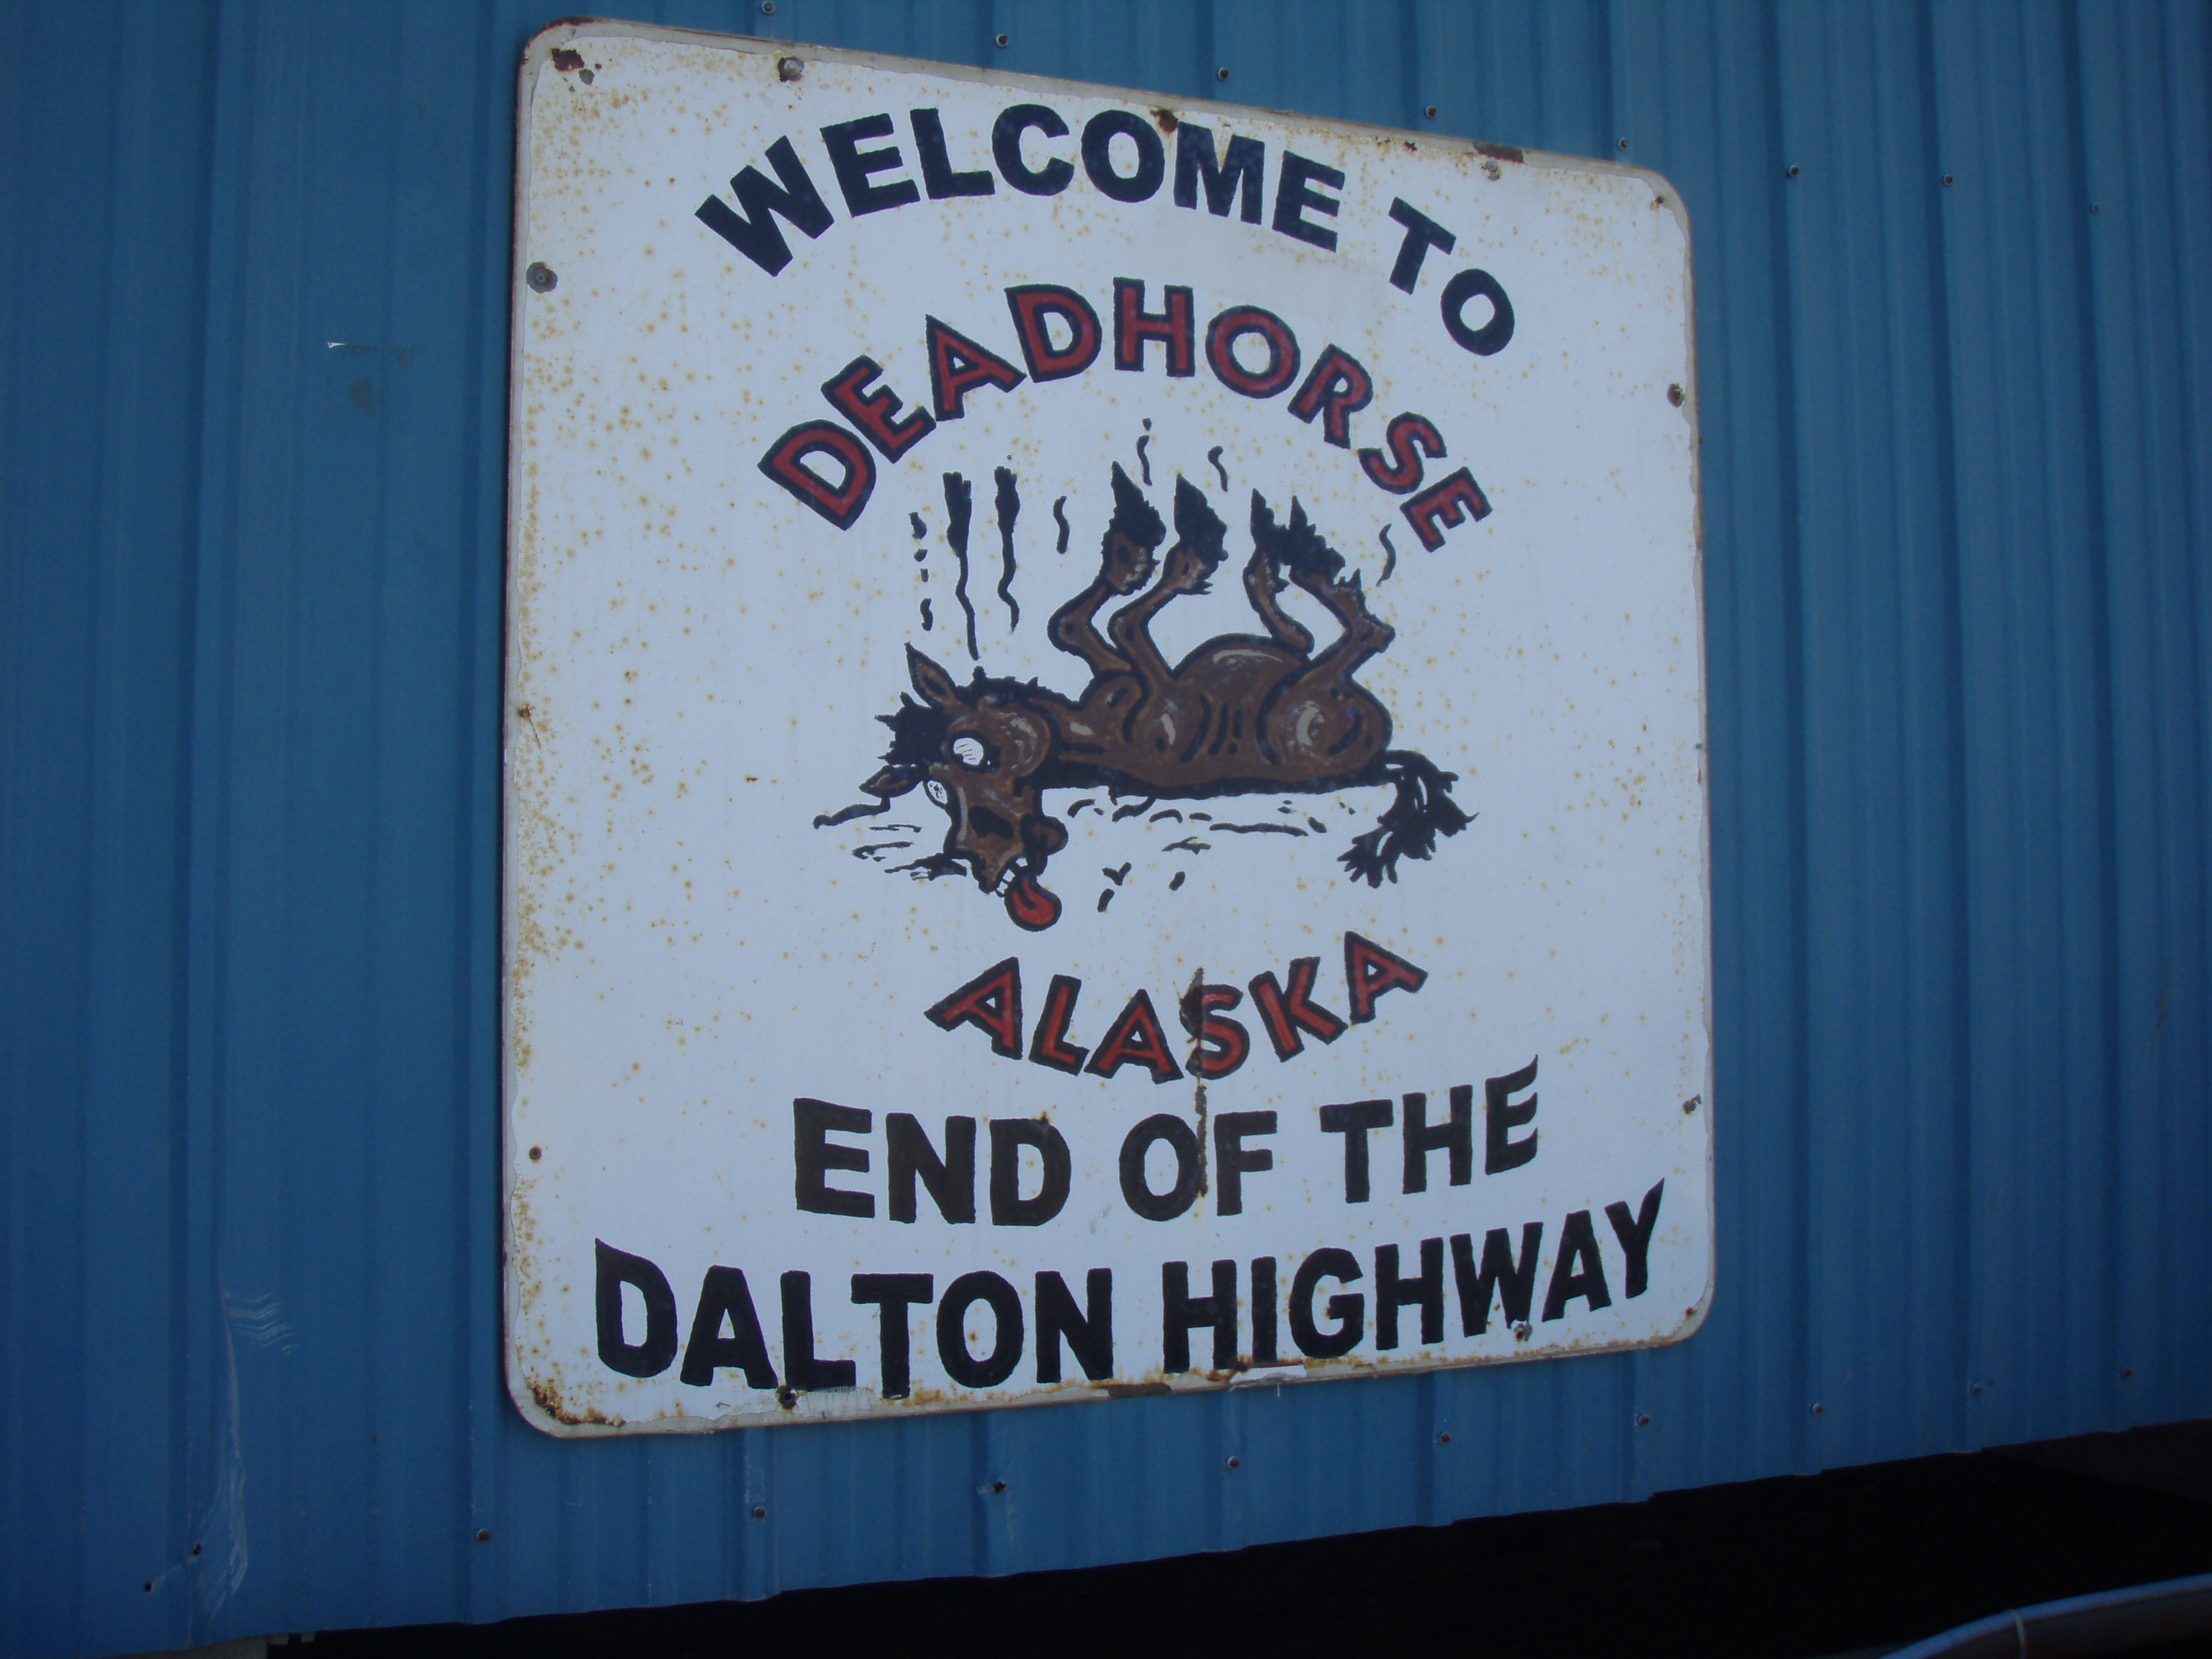 WELCOME TO
DEADHORSE
ALASKA
END OF THE
DALTON HIGHWAY